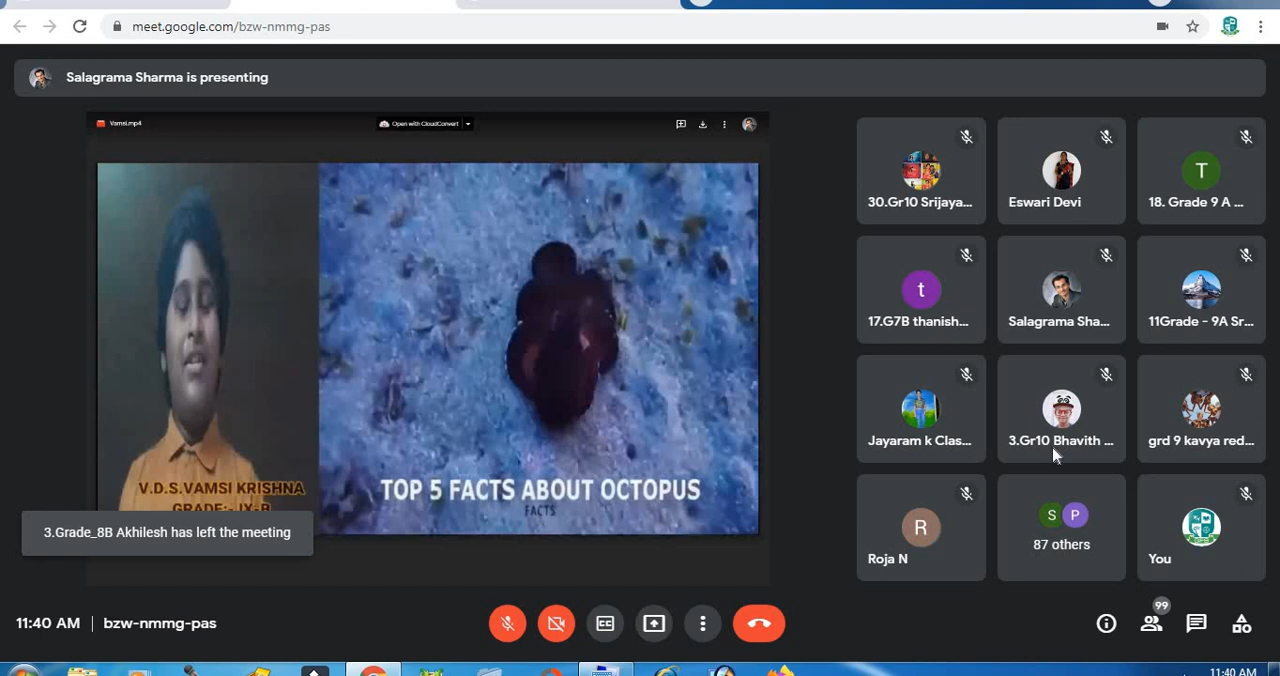 meet.google.com/bzw-nmmg-pas
Salagrama Sharma is presenting
Vamsi.mp4
Open with CloudConvert
V.D.S.VAMSI KRISHNA
GRADE:- IX-B
TOP 5 FACTS ABOUT OCTOPUS
FACTS
3.Grade_8B Akhilesh has left the meeting
30.Gr10 Srijaya...
Eswari Devi
T
18. Grade 9 A ...
t
17.G7B thanish...
Salagrama Sha...
11Grade - 9A Sr...
Jayaram k Clas...
3.Gr10 Bhavith ...
grd 9 kavya red...
R
Roja N
S P
87 others
You
11:40 AM | bzw-nmmg-pas
99
11:40 AM